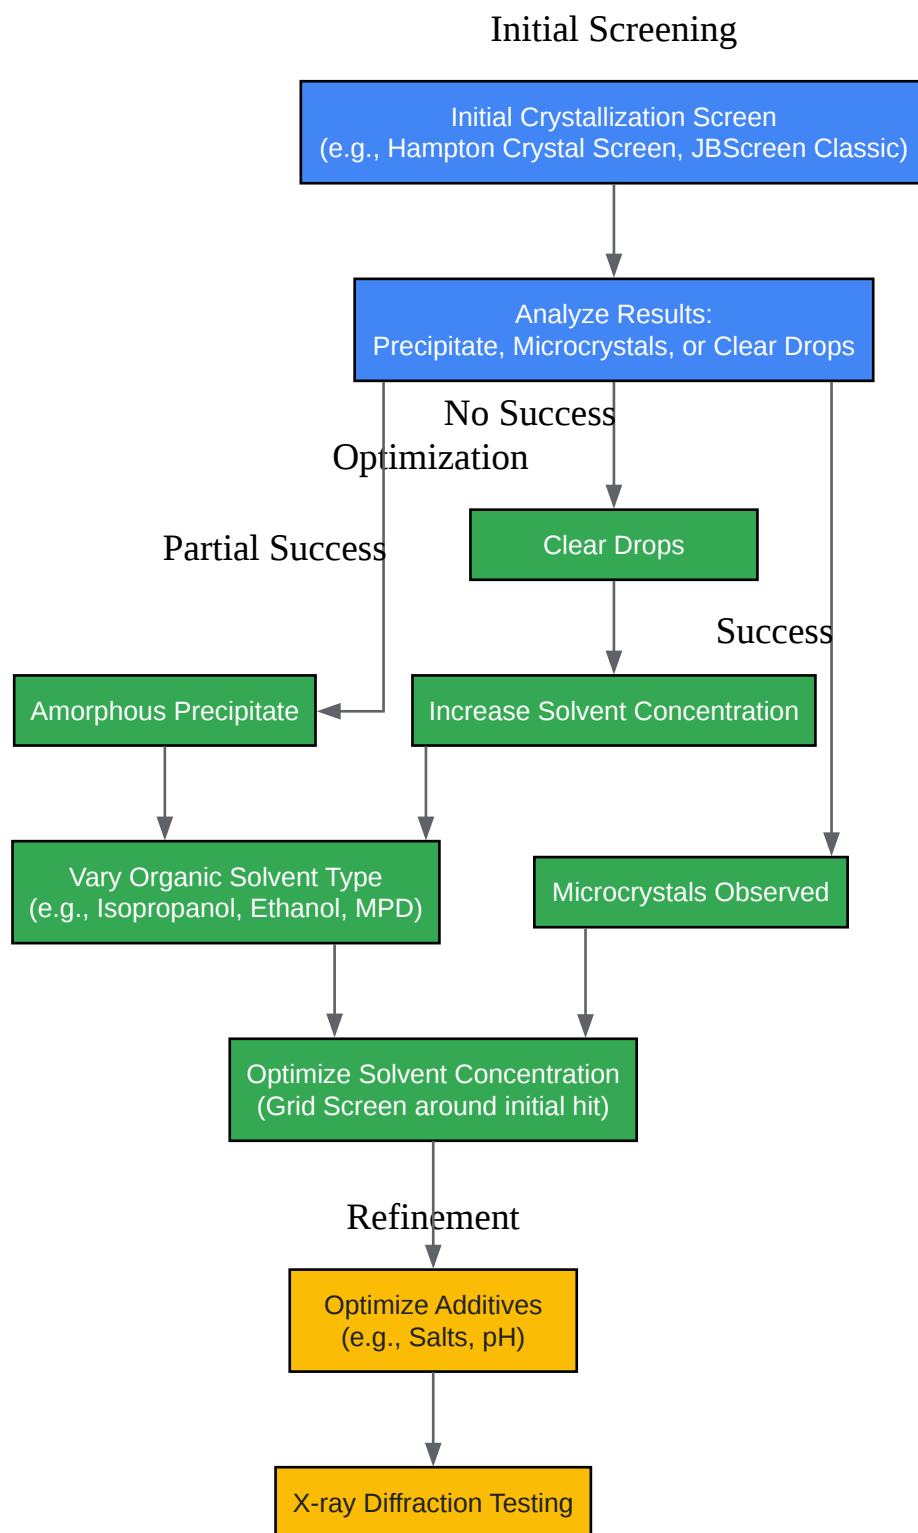 Initial Screening
Initial Crystallization Screen
(e.g., Hampton Crystal Screen, JBScreen Classic)
Analyze Results:
Precipitate, Microcrystals, or Clear Drops
No Success
Optimization
Partial Success
Clear Drops
Success
Amorphous Precipitate
Increase Solvent Concentration
Vary Organic Solvent Type
(e.g., Isopropanol, Ethanol, MPD)
Microcrystals Observed
Optimize Solvent Concentration
(Grid Screen around initial hit)
Refinement
Optimize Additives
(e.g., Salts, pH)
X-ray Diffraction Testing